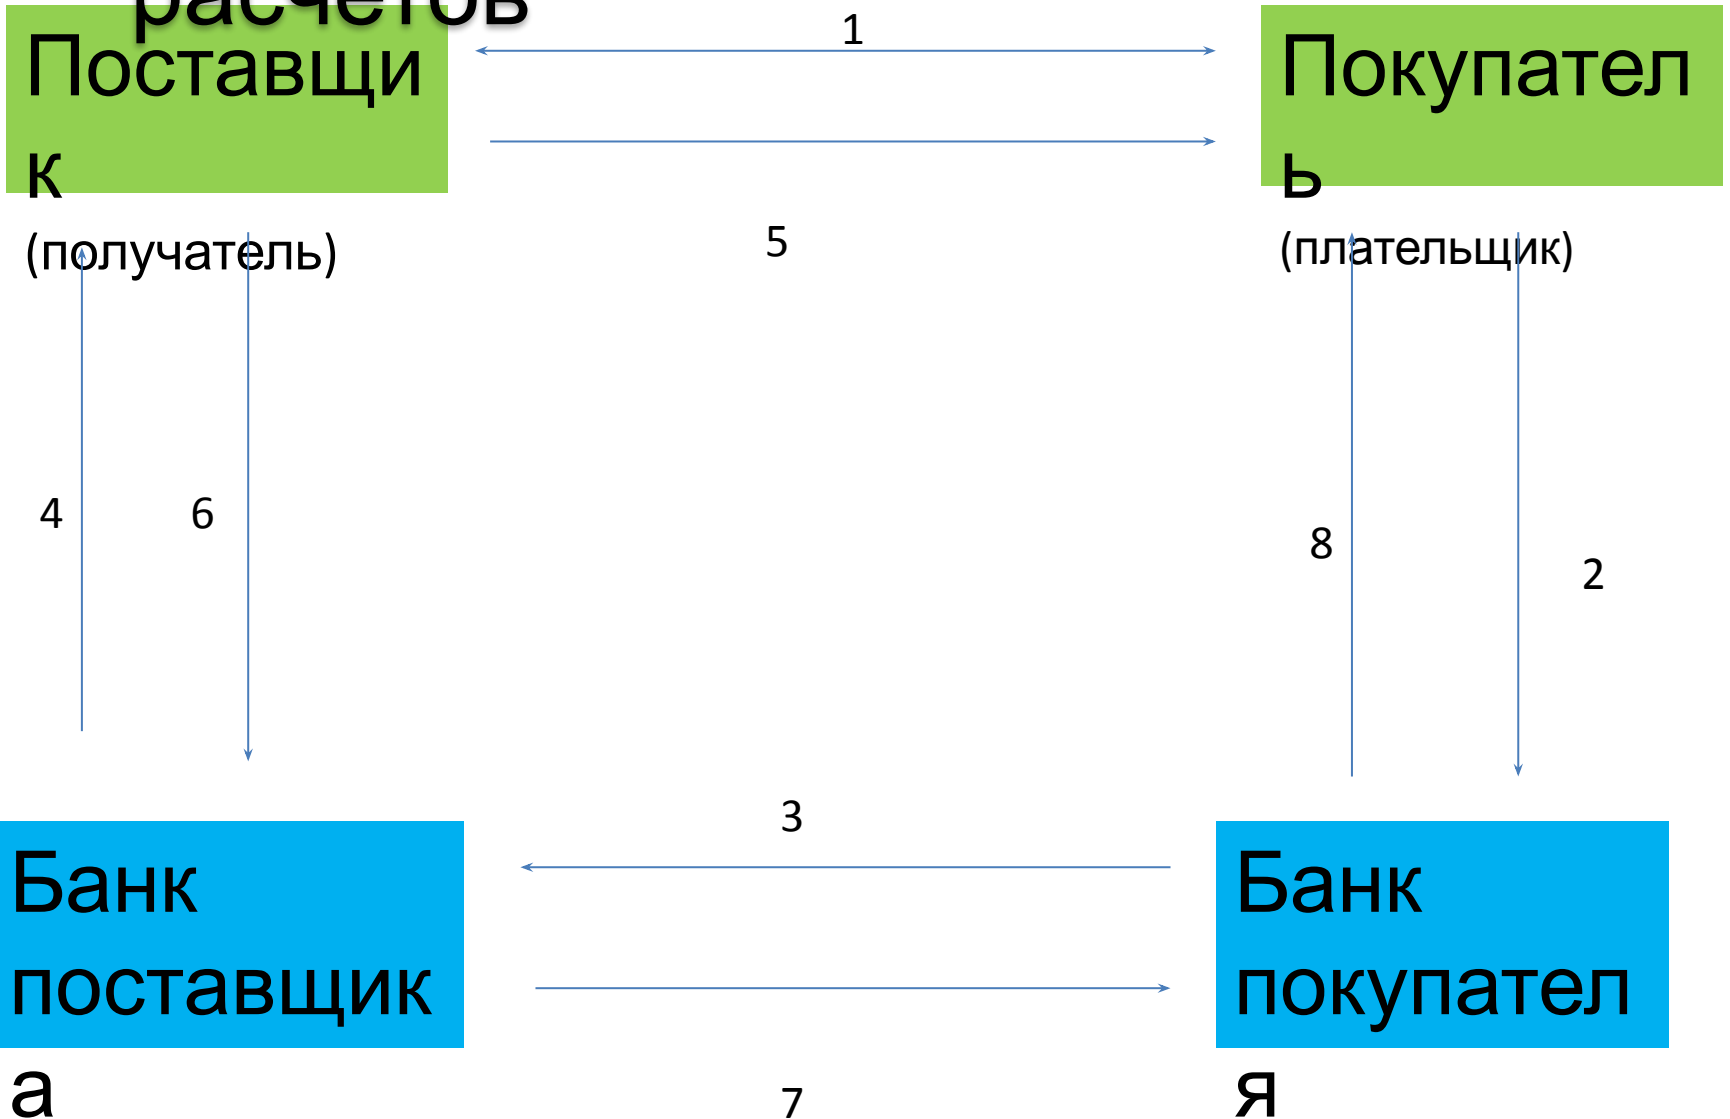 расчетов
1
Поставщи
к
(получатель)
Покупател
ь
(плательщик)
5
4
6
8
2
3
Банк
поставщик
а
Банк
покупател
я
7